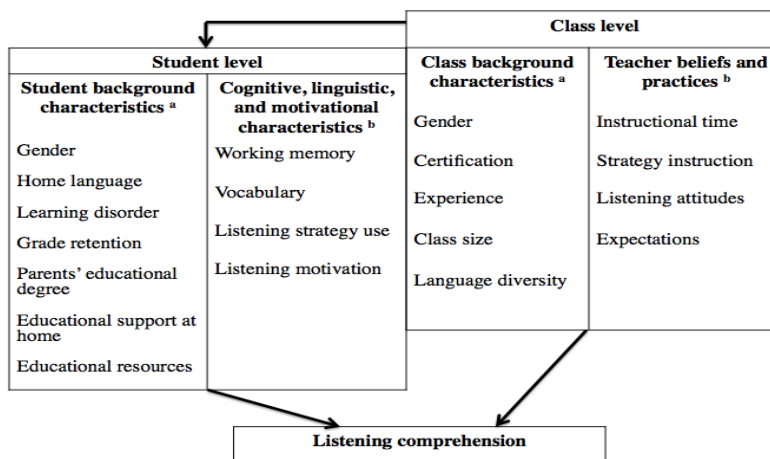 Class level
Student level
Student background
characteristics ª
Gender
Home language
Learning disorder
Grade retention
Parents' educational
degree
Educational support at
home
Educational resources
Cognitive, linguistic,
and motivational
characteristics ᵇ
Working memory
Vocabulary
Listening strategy use
Listening motivation
Class background
characteristics ª
Gender
Certification
Experience
Class size
Language diversity
Teacher beliefs and
practices ᵇ
Instructional time
Strategy instruction
Listening attitudes
Expectations
Listening comprehension